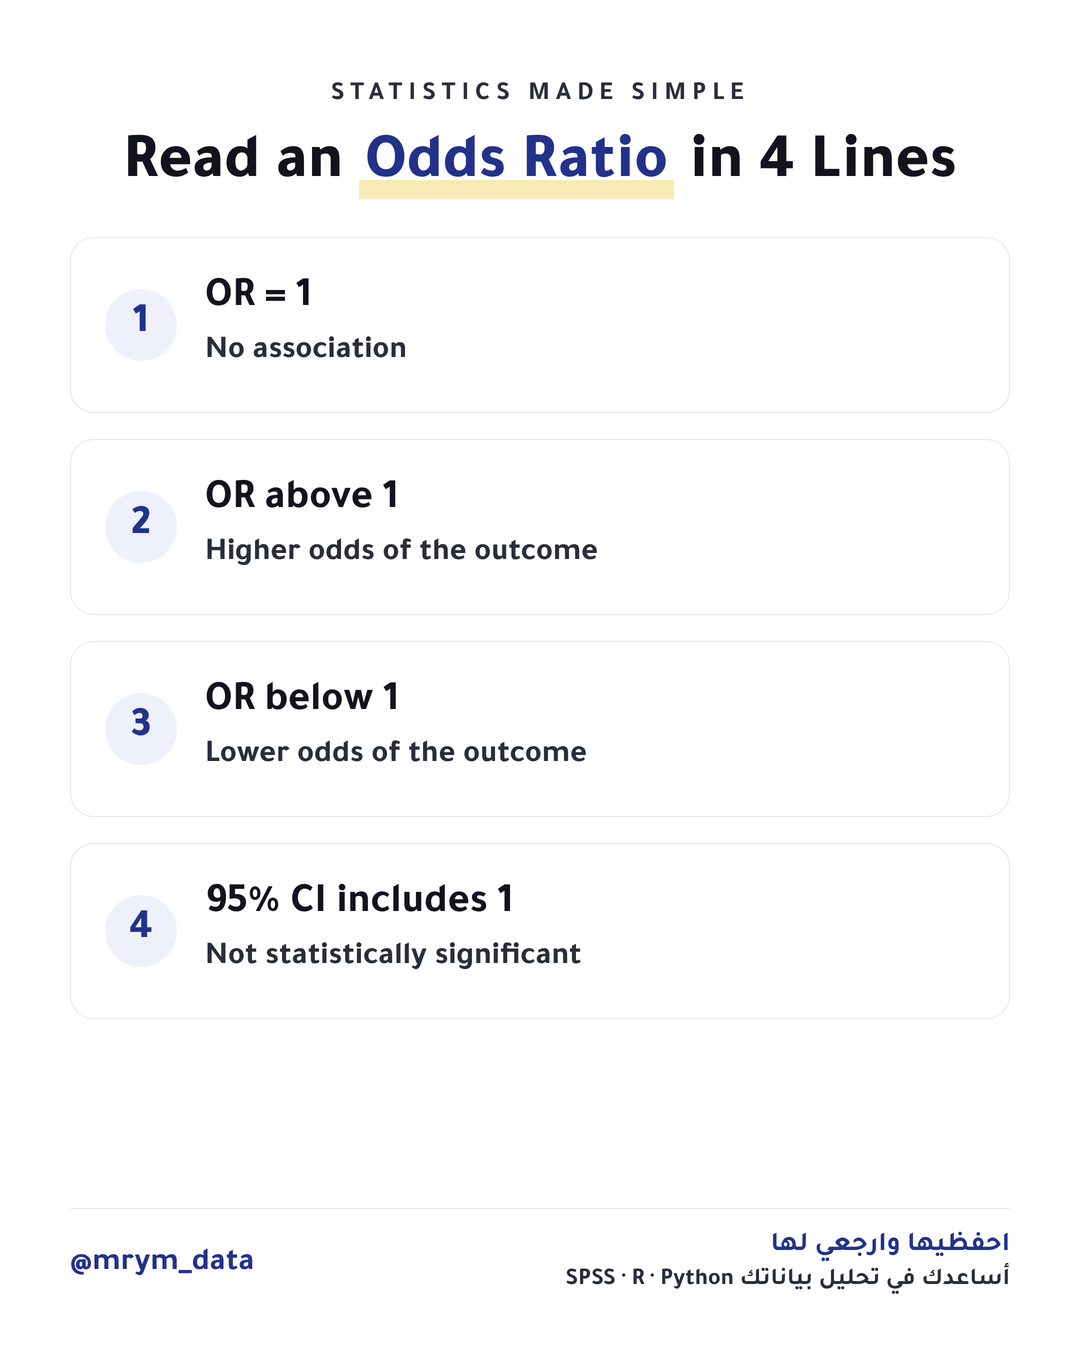 STATISTICS MADE SIMPLE
Read an Odds Ratio in 4 Lines
1
OR = 1
No association
2
OR above 1
Higher odds of the outcome
3
OR below 1
Lower odds of the outcome
4
95% CI includes 1
Not statistically significant
@mrym_data
احفظيها وارجعي لها
أساعدك في تحليل بياناتك SPSS · R · Python